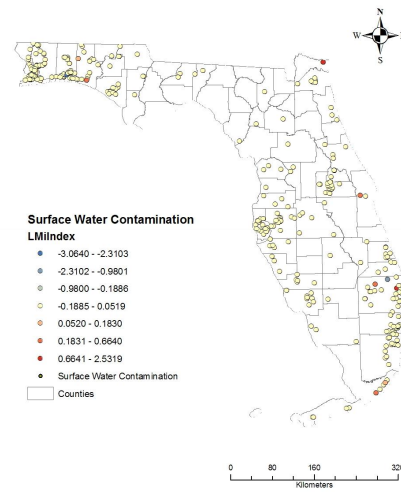 N
W
S
Surface Water Contamination
LMiIndex
-3.0640 - -2.3103
-2.3102 - -0.9801
-0.9800 - -0.1886
-0.1885 - 0.0519
0.0520 - 0.1830
0.1831 - 0.6640
0.6641 - 2.5319
Surface Water Contamination
Counties
0 80 160 320
Kilometers